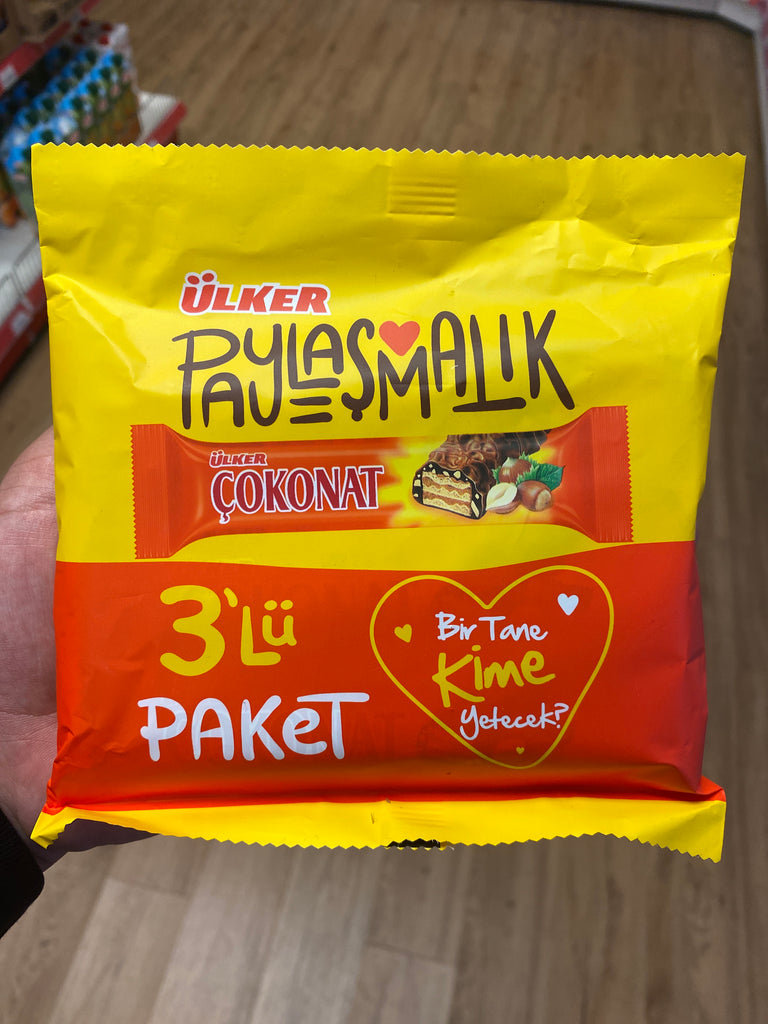 ÜLKER
PAYLAŞMALIK
ÜLKER
ÇOKONAT
3'LÜ
PAKeT
Bir Tane
Kime
Yetecek?